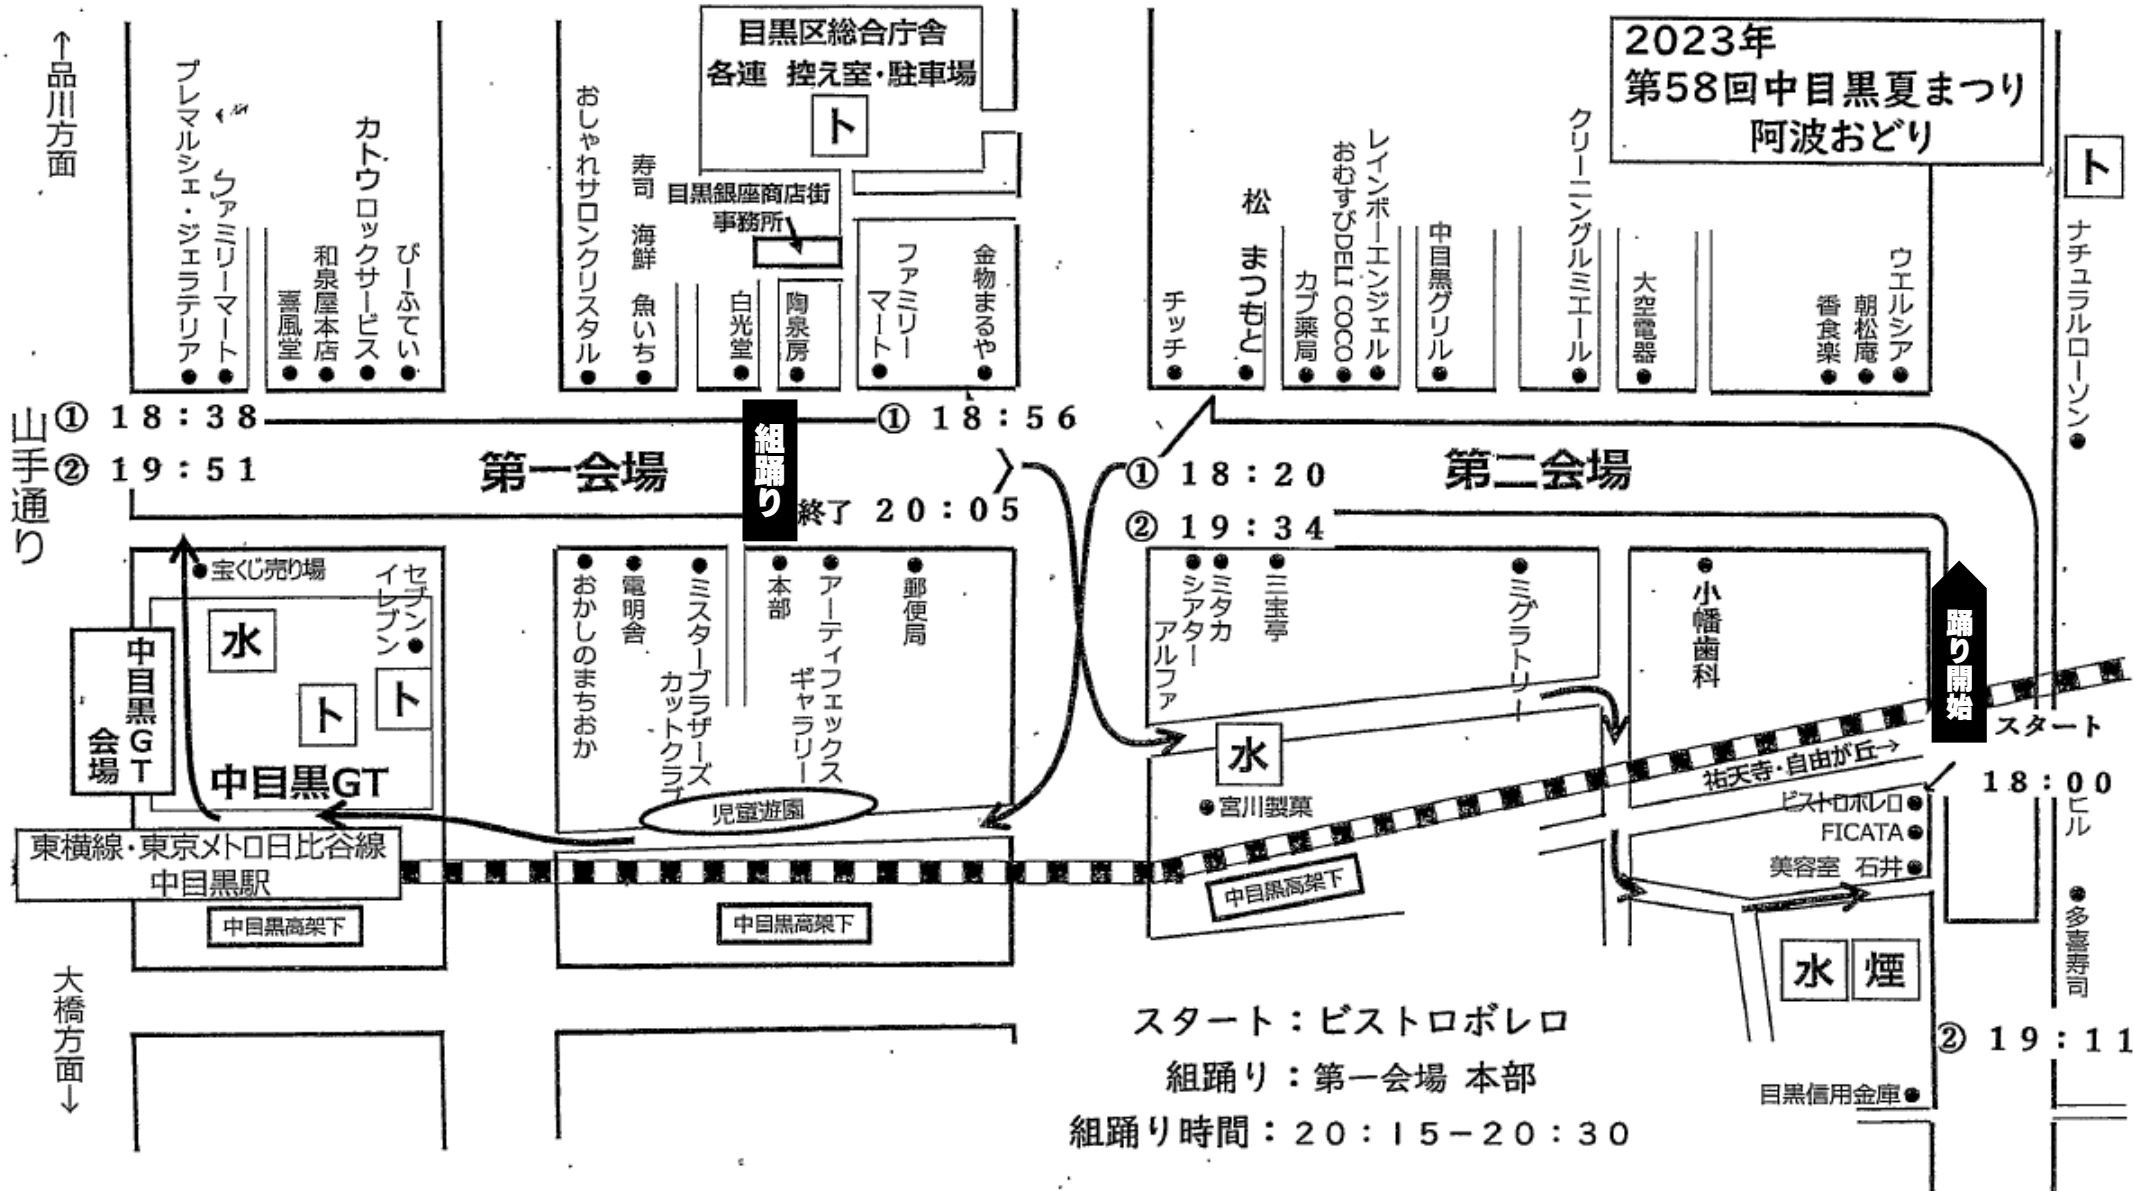 2023年
第58回中目黒夏まつり
阿波おどり
目黒区総合庁舎
各連 控え室・駐車場
ト
目黒銀座商店街
事務所
↑品川方面
プレマルシェ・ジェラテリア
ファミリーマート
喜風堂
和泉屋本店
カトウロックサービス
びーふてい
おしゃれサロンクリスタル
寿司 海鮮 魚いち
白光堂
陶泉房
ファミリー
マート
金物まるや
チッチ
松 まつもと
カブ薬局
おむすびDELI COCO
レインボーエンジェル
中目黒グリル
クリーニングルミエール
大空電器
香食楽
朝松庵
ウエルシア
ト
ナチュラルローソン
山手通り
① 18:38
② 19:51
第一会場
組踊り
① 18:56
終了 20:05
① 18:20
② 19:34
第二会場
宝くじ売り場
セブン
イレブン
水
ト
ト
中目黒GT
会場
中目黒GT
おかしのまちおか
電明舎
ミスターブラザーズ
カットクラブ
本部
アーティフェックス
ギャラリー
郵便局
児童遊園
シアター
アルファ
ミタカ
三宝亭
ミグラトリー
小幡歯科
踊り開始
スタート
18:00
水
宮川製菓
祐天寺・自由が丘→
ビストロボレロ
FICATA
美容室 石井
ビル
多喜寿司
東横線・東京メトロ日比谷線
中目黒駅
中目黒高架下
中目黒高架下
中目黒高架下
水
煙
② 19:11
目黒信用金庫
大橋方面↓
スタート：ビストロボレロ
組踊り：第一会場 本部
組踊り時間：20：15－20：30